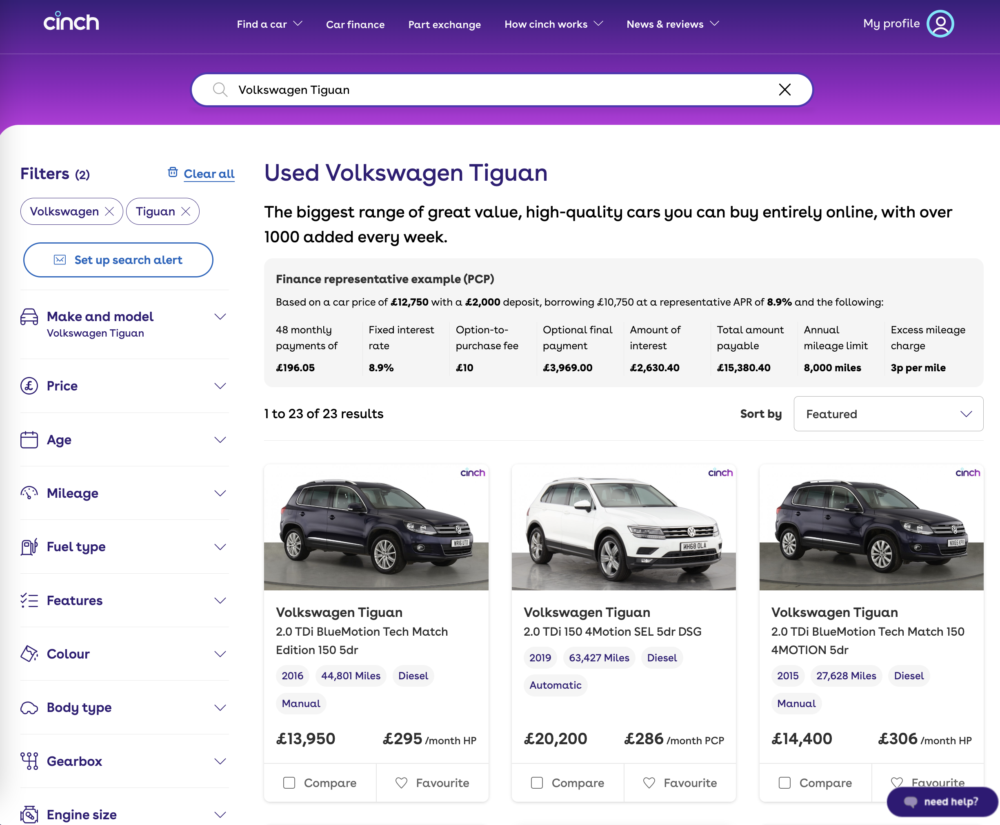 cinch
Find a car
Car finance
Part exchange
How cinch works
News & reviews
My profile
Volkswagen Tiguan
Filters (2)
Clear all
Volkswagen
Tiguan
Set up search alert
Make and model
Volkswagen Tiguan
Price
Age
Mileage
Fuel type
Features
Colour
Body type
Gearbox
Engine size
Used Volkswagen Tiguan
The biggest range of great value, high-quality cars you can buy entirely online, with over
1000 added every week.
Finance representative example (PCP)
Based on a car price of £12,750 with a £2,000 deposit, borrowing £10,750 at a representative APR of 8.9% and the following:
48 monthly
payments of
£196.05
Fixed interest
rate
8.9%
Option-to-
purchase fee
£10
Optional final
payment
£3,969.00
Amount of
interest
£2,630.40
Total amount
payable
£15,380.40
Annual
mileage limit
8,000 miles
Excess mileage
charge
3p per mile
1 to 23 of 23 results
Sort by
Featured
cinch
WR16 UTO
Volkswagen Tiguan
2.0 TDi BlueMotion Tech Match
Edition 150 5dr
2016
44,801 Miles
Diesel
Manual
£13,950
£295 /month HP
Compare
Favourite
cinch
MH68 OLA
Volkswagen Tiguan
2.0 TDi 150 4Motion SEL 5dr DSG
2019
63,427 Miles
Diesel
Automatic
£20,200
£286 /month PCP
Compare
Favourite
cinch
NX65 KPR
Volkswagen Tiguan
2.0 TDi BlueMotion Tech Match 150
4MOTION 5dr
2015
27,628 Miles
Diesel
Manual
£14,400
£306 /month HP
Compare
Favourite
need help?